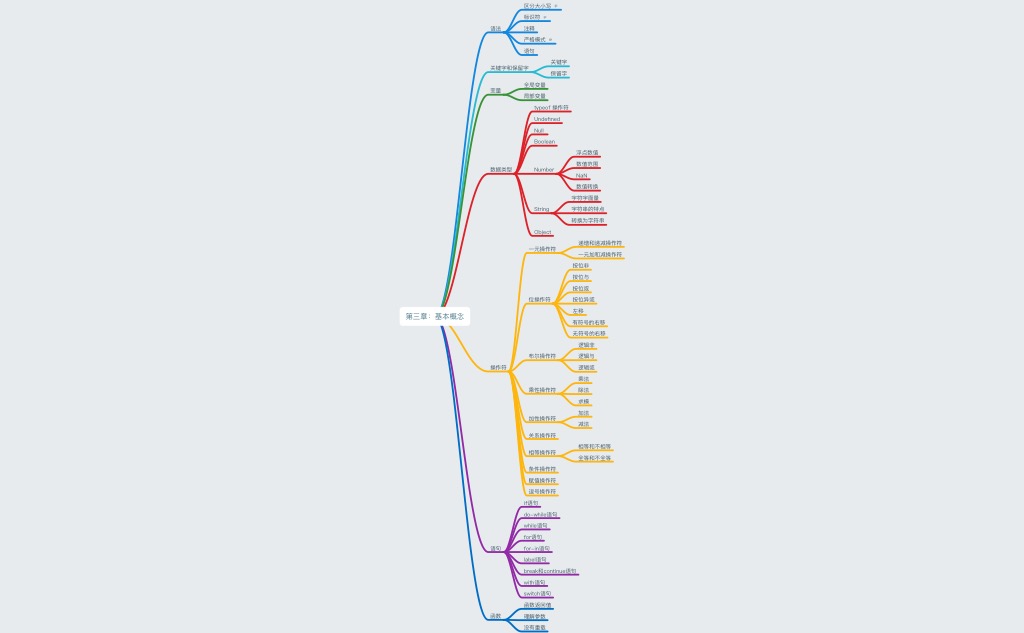 第三章：基本概念
语法
区分大小写
标识符
注释
严格模式
语句
关键字和保留字
关键字
保留字
变量
全局变量
局部变量
数据类型
typeof 操作符
Undefined
Null
Boolean
Number
浮点数值
数值范围
NaN
数值转换
String
字符字面量
字符串的特点
转换为字符串
Object
操作符
一元操作符
递增和递减操作符
一元加和减操作符
位操作符
按位非
按位与
按位或
按位异或
左移
有符号的右移
无符号的右移
布尔操作符
逻辑非
逻辑与
逻辑或
乘性操作符
乘法
除法
求模
加性操作符
加法
减法
关系操作符
相等操作符
相等和不相等
全等和不全等
条件操作符
赋值操作符
逗号操作符
语句
if语句
do-while语句
while语句
for语句
for-in语句
label语句
break和continue语句
with语句
switch语句
函数
函数返回值
理解参数
没有重载